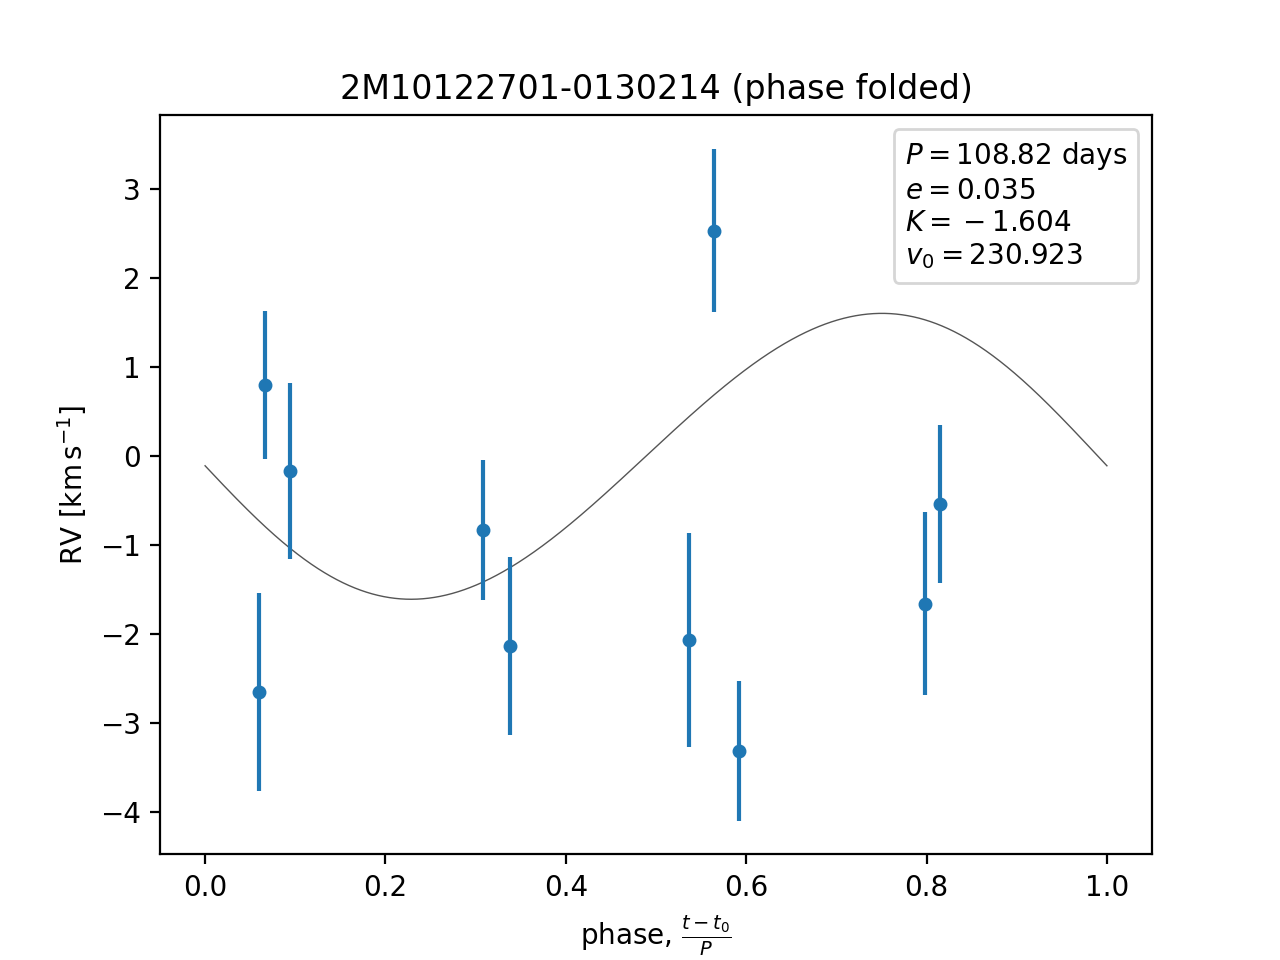 2M10122701-0130214 (phase folded)
P = 108.82 days
e = 0.035
K = −1.604
v₀ = 230.923
3
2
1
0
−1
−2
−3
−4
RV [km s⁻¹]
0.0 0.2 0.4 0.6 0.8 1.0
phase, (t − t₀)/P